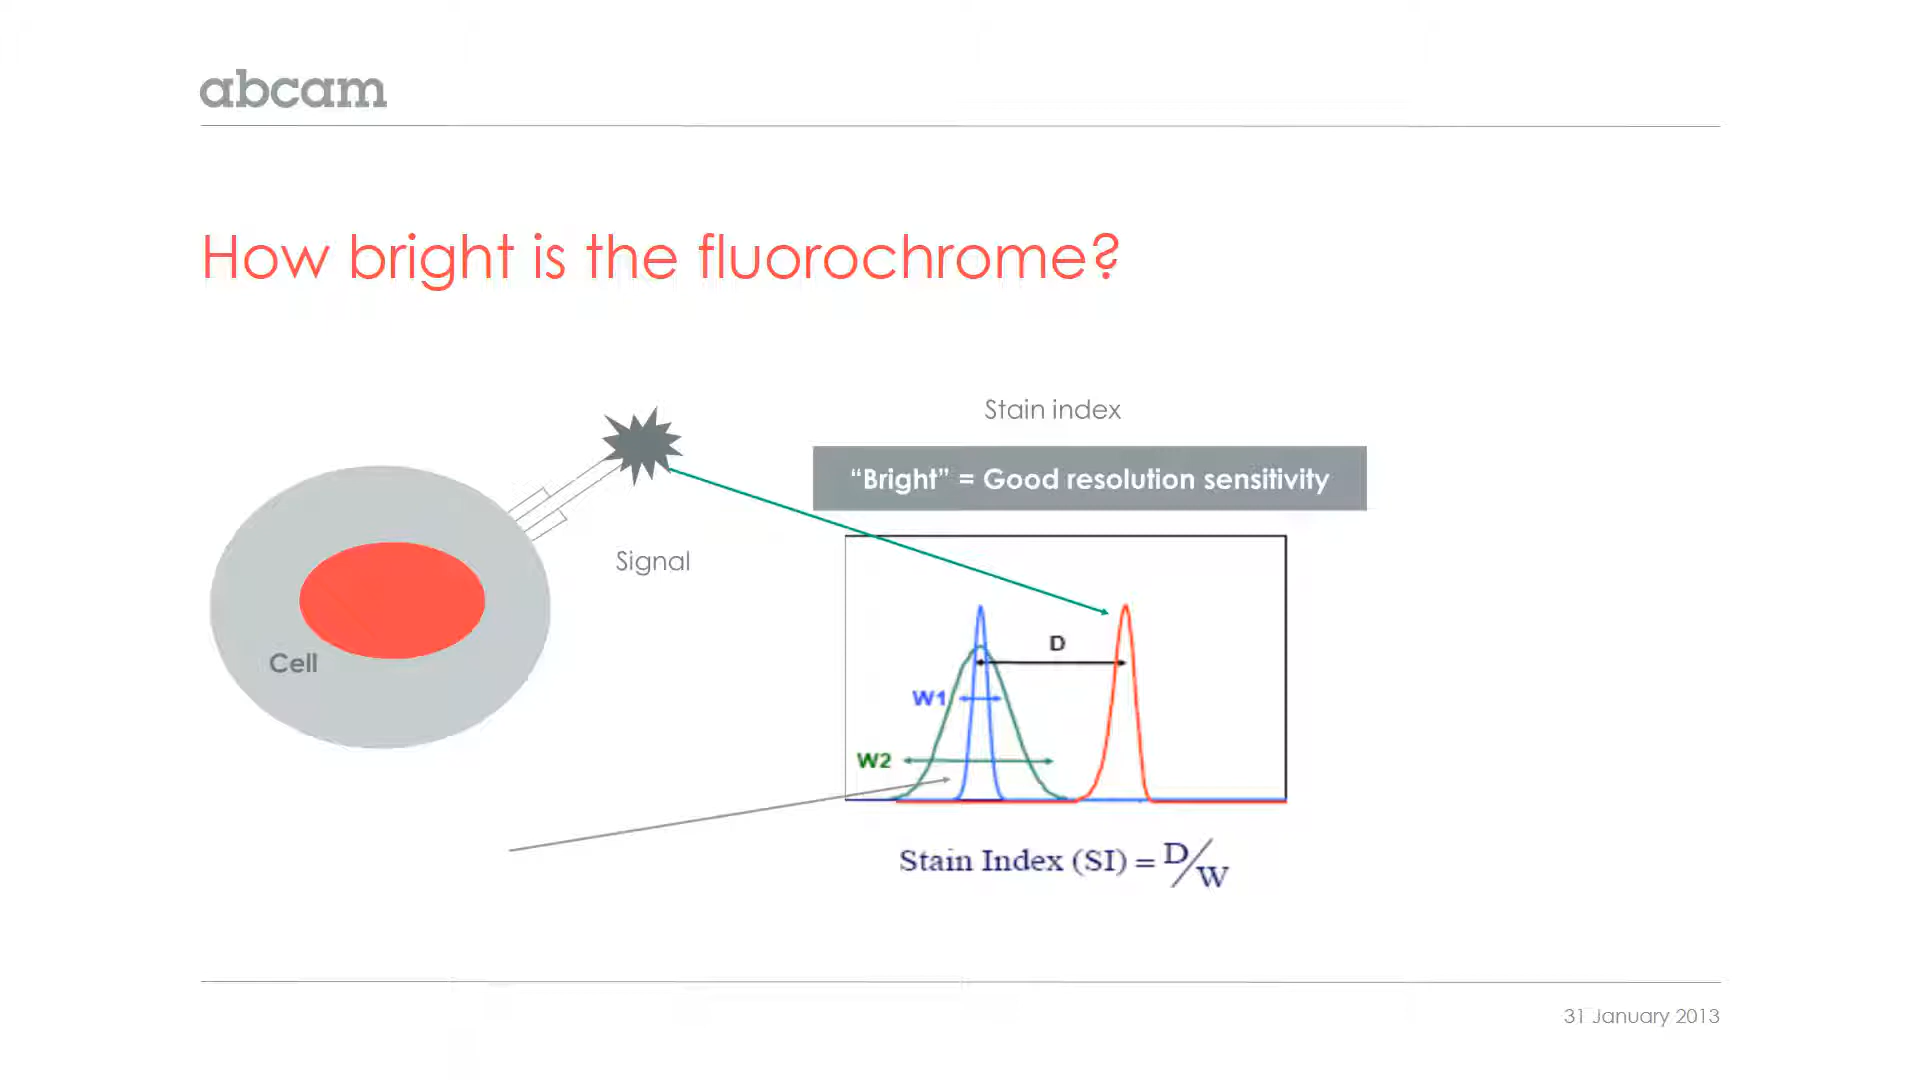 abcam
How bright is the fluorochrome?
Stain index
“Bright” = Good resolution sensitivity
Signal
Cell
D
W1
W2
Stain Index (SI) = D/W
31 January 2013